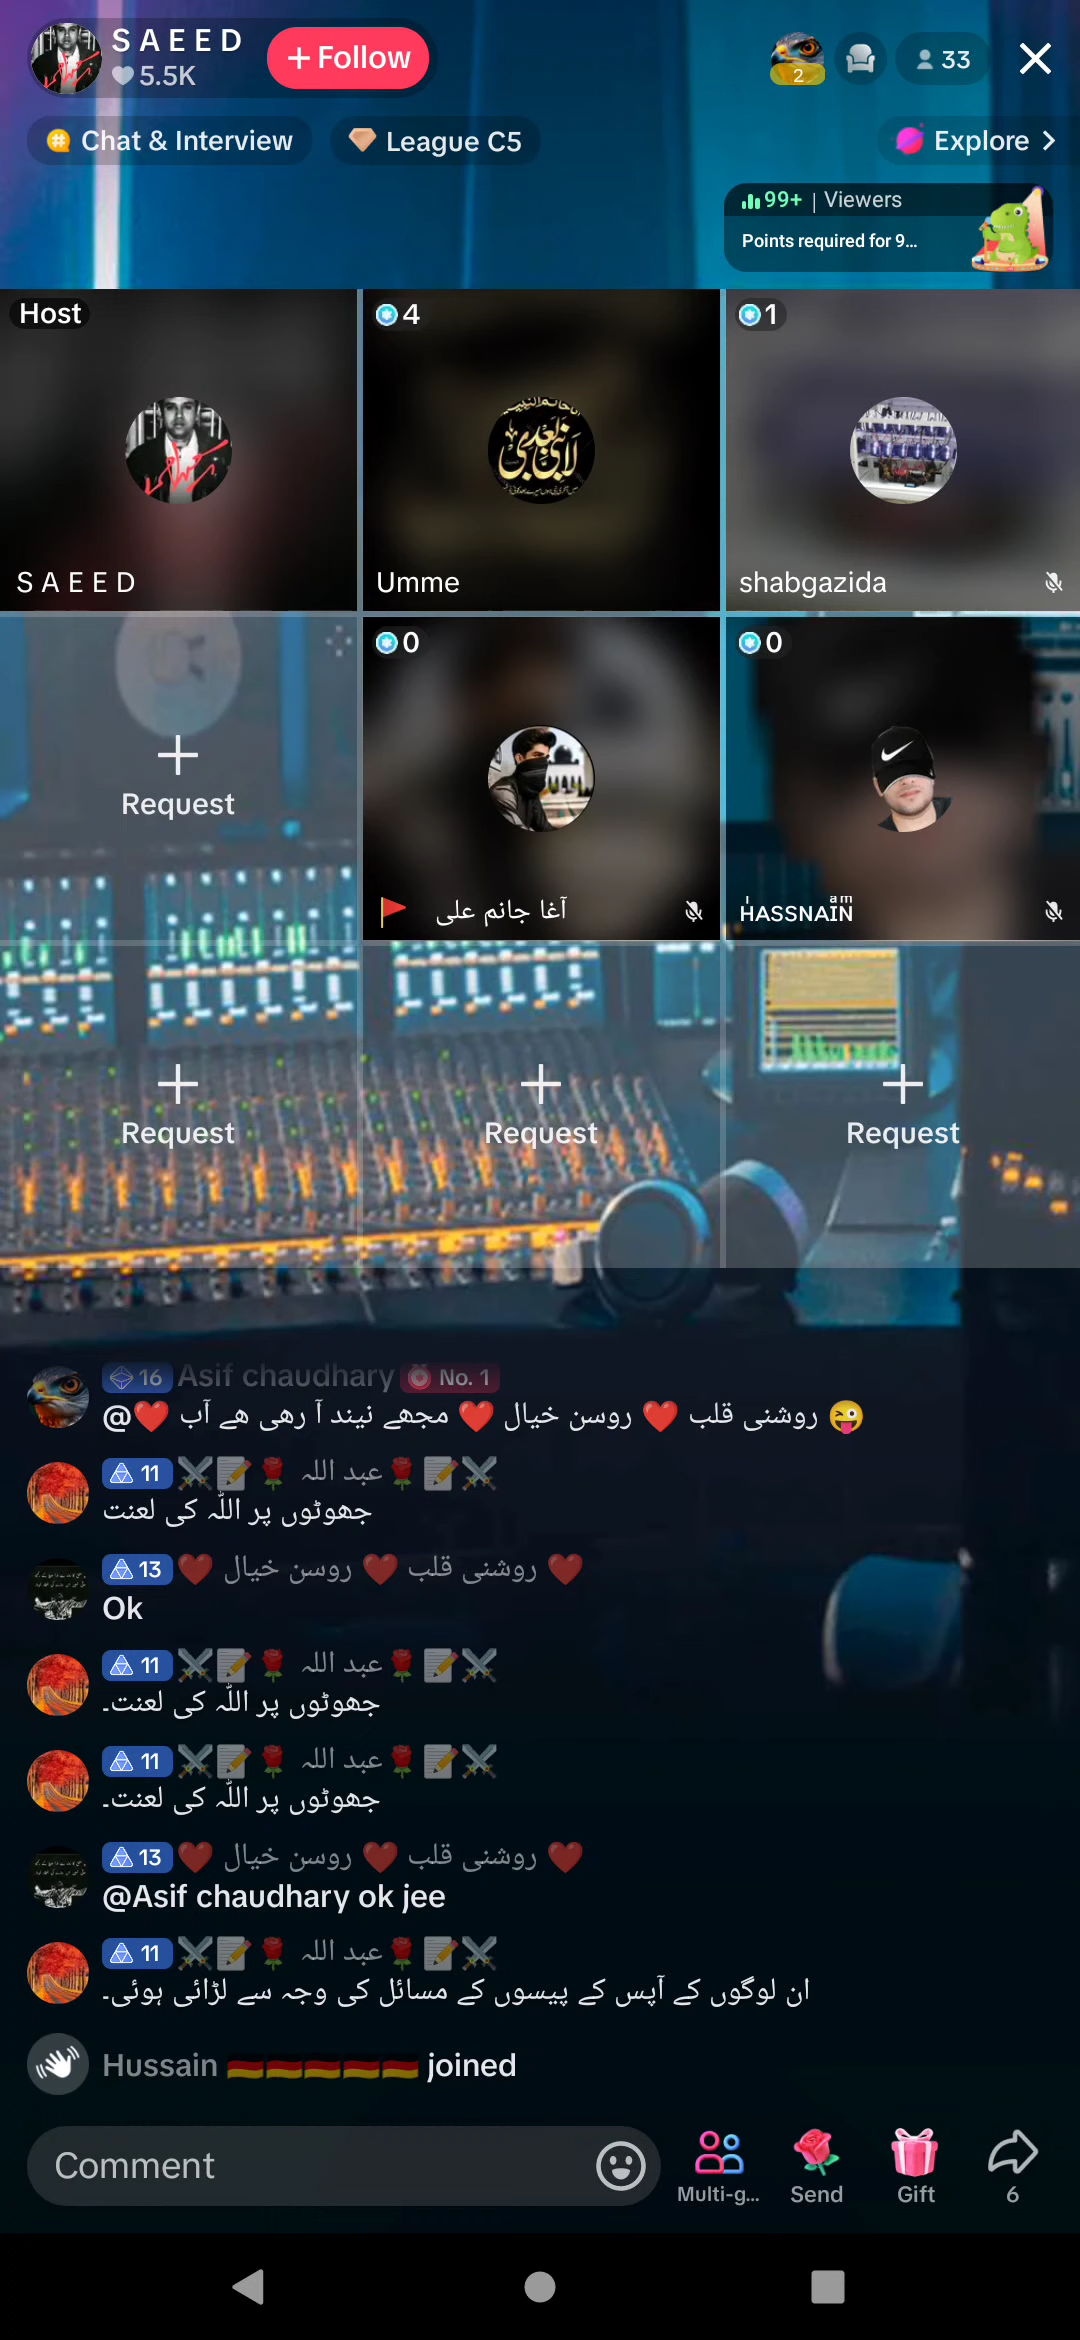 S A E E D
5.5K
+ Follow
2
33
Chat & Interview
League C5
Explore
99+ | Viewers
Points required for 9...
Host
4
1
لَا نَبِيَّ بَعْدِي
S A E E D
Umme
shabgazida
0
0
Request
آغا جانم علی
HASSNAIN
Request
Request
Request
16 Asif chaudhary No. 1
@❤️ روشنی قلب ❤️ روسن خیال ❤️ مجھے نیند آ رھی ھے آب 😜
11 ⚔️📝🌹 عبد اللہ 🌹📝⚔️
جھوٹوں پر اللّٰہ کی لعنت
13 ❤️ روشنی قلب ❤️ روسن خیال ❤️
Ok
11 ⚔️📝🌹 عبد اللہ 🌹📝⚔️
جھوٹوں پر اللّٰہ کی لعنت۔
11 ⚔️📝🌹 عبد اللہ 🌹📝⚔️
جھوٹوں پر اللّٰہ کی لعنت۔
13 ❤️ روشنی قلب ❤️ روسن خیال ❤️
@Asif chaudhary ok jee
11 ⚔️📝🌹 عبد اللہ 🌹📝⚔️
ان لوگوں کے آپس کے پیسوں کے مسائل کی وجہ سے لڑائی ہوئی۔
Hussain 🇩🇪🇩🇪🇩🇪🇩🇪🇩🇪 joined
Comment
Multi-g...
Send
Gift
6